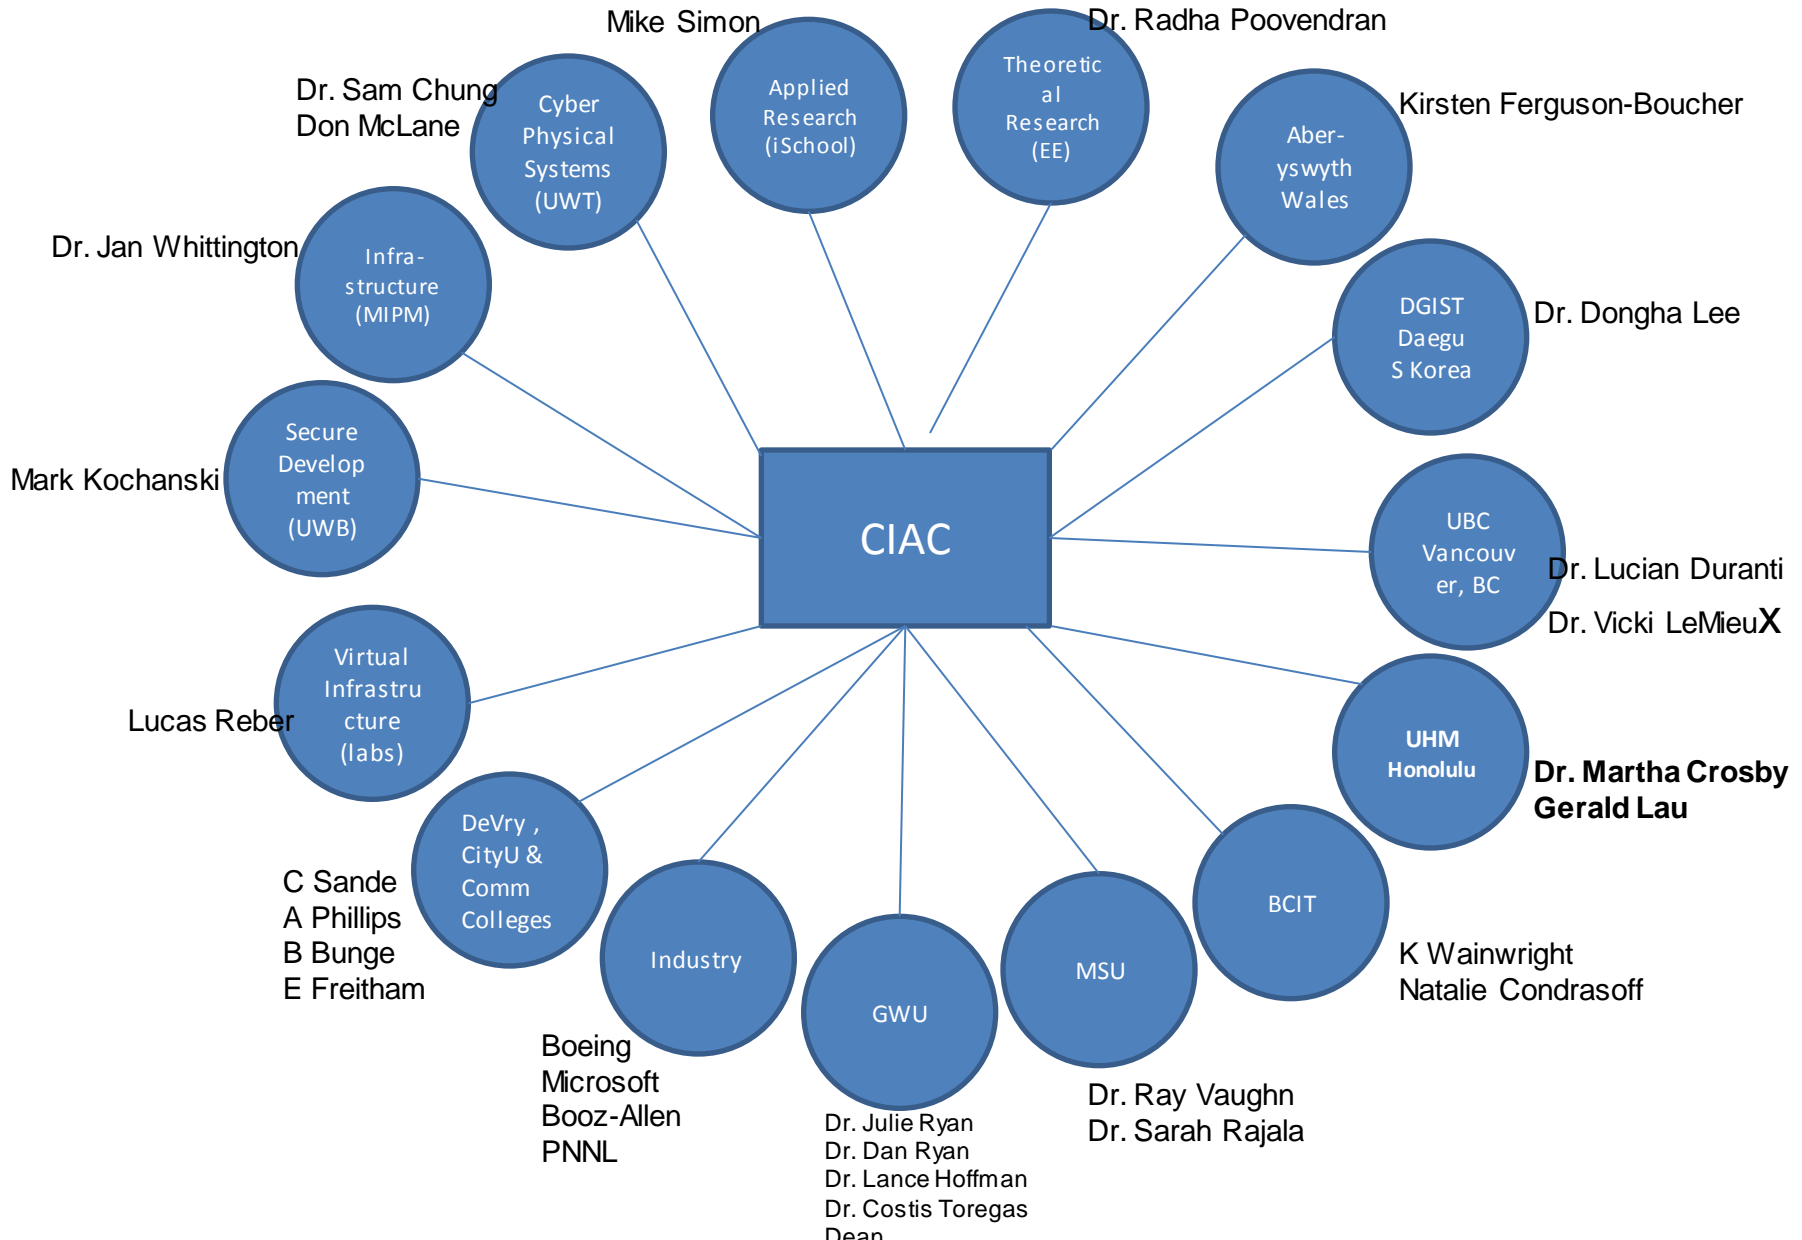 Mike Simon
Applied
Research
(iSchool)
Dr. Radha Poovendran
Theoretic
al
Research
(EE)
Kirsten Ferguson-Boucher
Aber-
yswyth
Wales
Dr. Dongha Lee
DGIST
Daegu
S Korea
UBC
Vancouv
er, BC
Dr. Lucian Duranti
Dr. Vicki LeMieuX
UHM
Honolulu
Dr. Martha Crosby
Gerald Lau
BCIT
K Wainwright
Natalie Condrasoff
MSU
Dr. Ray Vaughn
Dr. Sarah Rajala
GWU
Dr. Julie Ryan
Dr. Dan Ryan
Dr. Lance Hoffman
Dr. Costis Toregas
Dean
Industry
Boeing
Microsoft
Booz-Allen
PNNL
DeVry ,
CityU &
Comm
Colleges
C Sande
A Phillips
B Bunge
E Freitham
Virtual
Infrastru
cture
(labs)
Lucas Reber
Secure
Develop
ment
(UWB)
Mark Kochanski
Infra-
structure
(MIPM)
Dr. Jan Whittington
Cyber
Physical
Systems
(UWT)
Dr. Sam Chung
Don McLane
CIAC